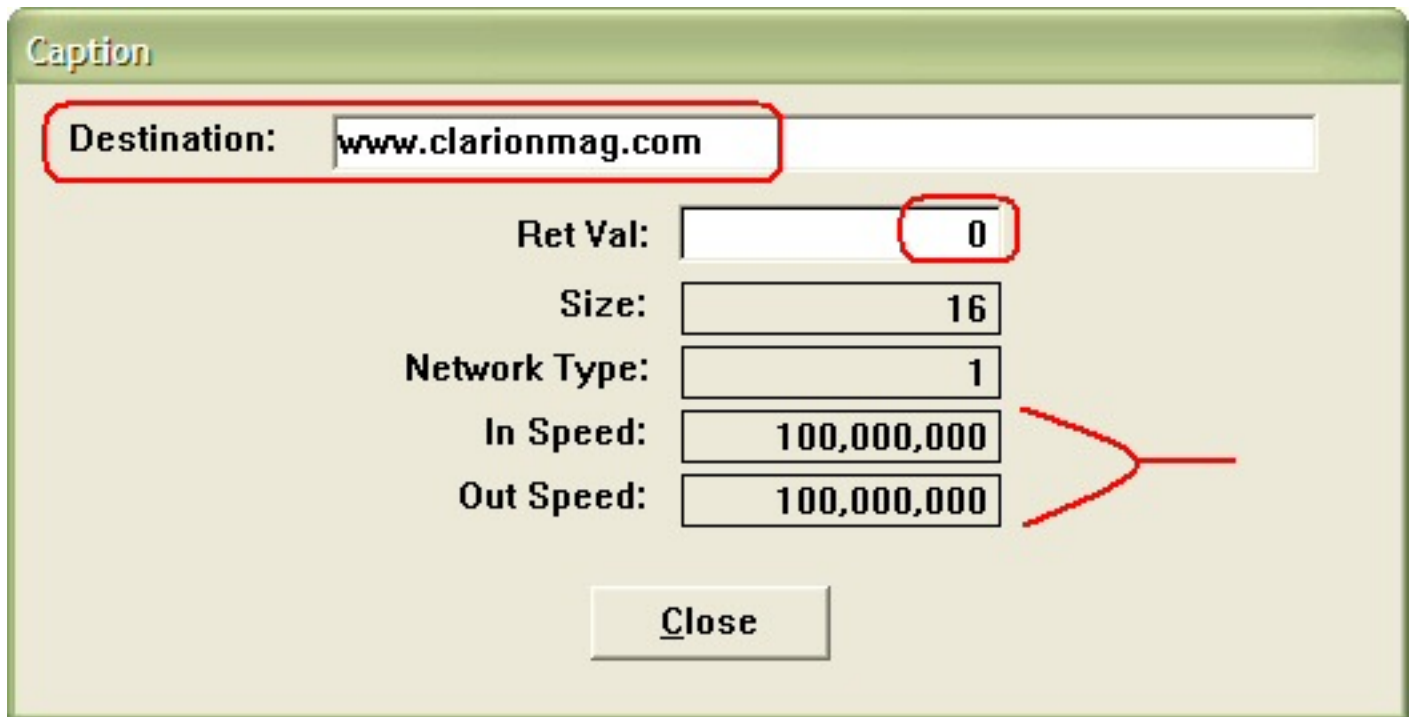 Caption
Destination: www.clarionmag.com
Ret Val: 0
Size: 16
Network Type: 1
In Speed: 100,000,000
Out Speed: 100,000,000
Close